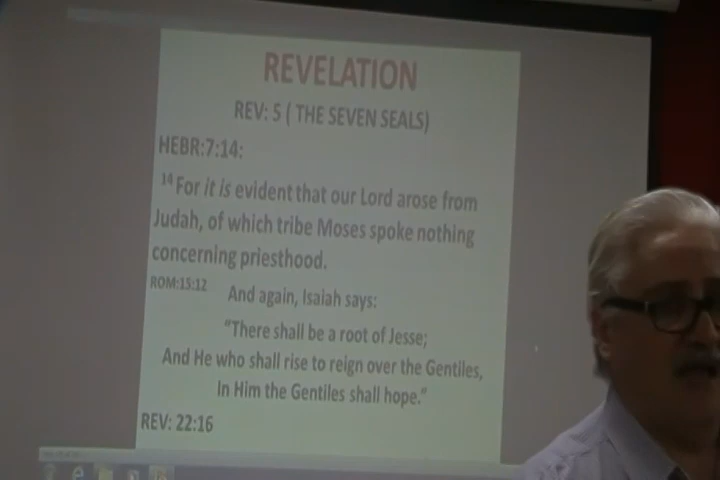 REVELATION
REV: 5 ( THE SEVEN SEALS)
HEBR:7:14:
14 For it is evident that our Lord arose from
Judah, of which tribe Moses spoke nothing
concerning priesthood.
ROM:15:12 And again, Isaiah says:
“There shall be a root of Jesse;
And He who shall rise to reign over the Gentiles,
In Him the Gentiles shall hope.”
REV: 22:16